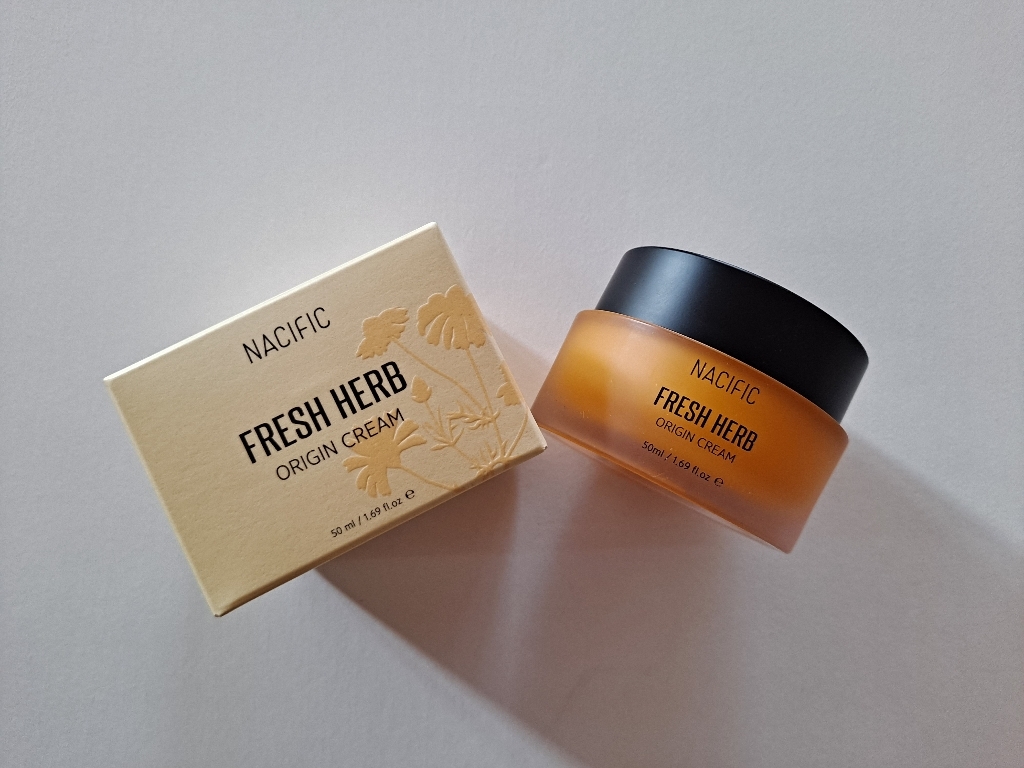 NACIFIC
FRESH HERB
ORIGIN CREAM
50 ml / 1.69 fl.oz ℮
NACIFIC
FRESH HERB
ORIGIN CREAM
50ml / 1.69 fl.oz ℮